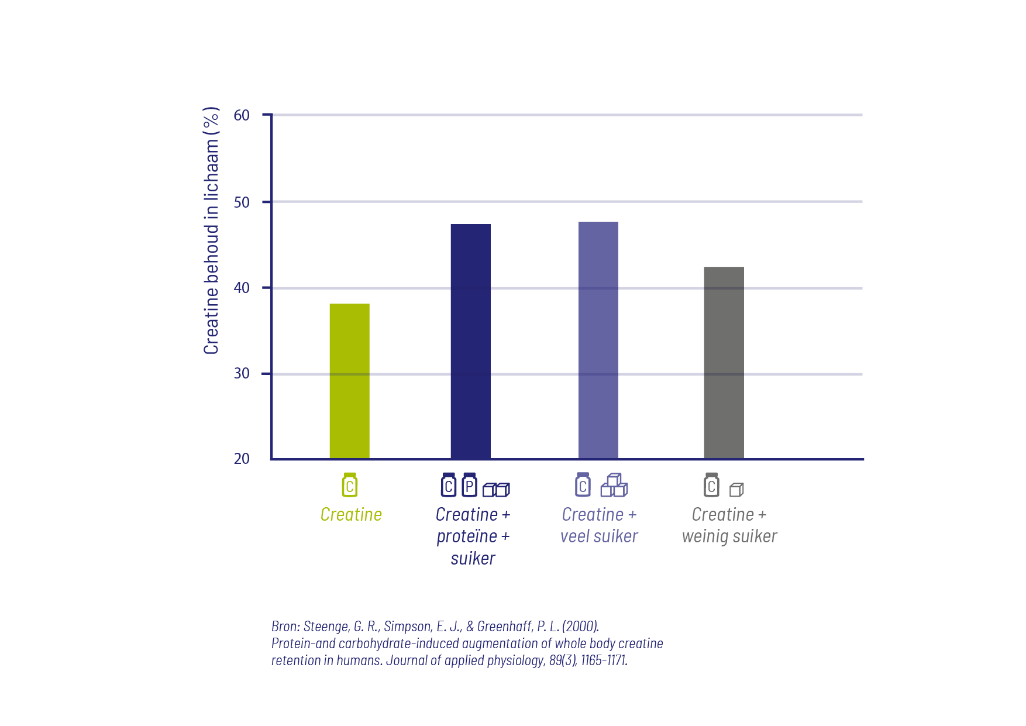 Creatine behoud in lichaam (%)
60
50
40
30
20
C
C P
C
C
Creatine
Creatine +
proteïne +
suiker
Creatine +
veel suiker
Creatine +
weinig suiker
Bron: Steenge, G. R., Simpson, E. J., & Greenhaff, P. L. (2000).
Protein-and carbohydrate-induced augmentation of whole body creatine
retention in humans. Journal of applied physiology, 89(3), 1165-1171.